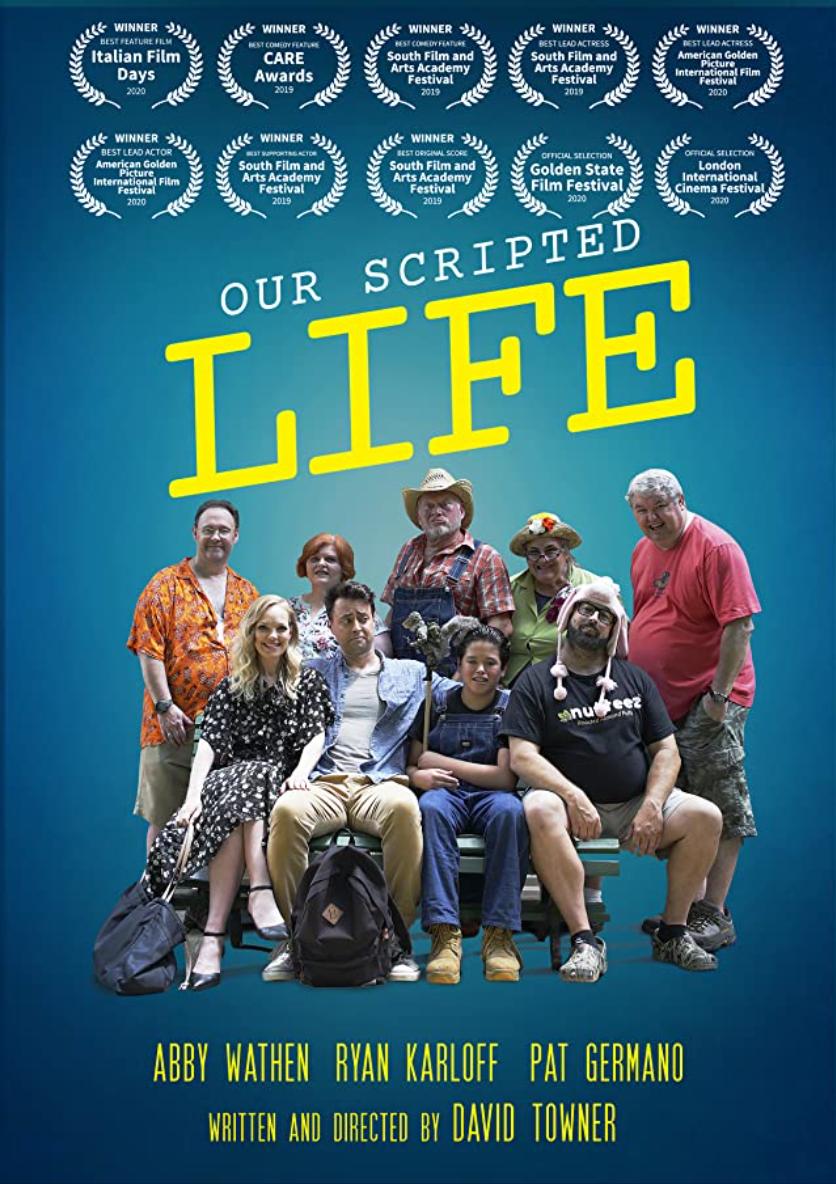 WINNER
BEST FEATURE FILM
Italian Film
Days
2020
WINNER
BEST COMEDY FEATURE
CARE
Awards
2019
WINNER
BEST COMEDY FEATURE
South Film and
Arts Academy
Festival
2019
WINNER
BEST LEAD ACTRESS
South Film and
Arts Academy
Festival
2019
WINNER
BEST LEAD ACTRESS
American Golden
Picture
International Film
Festival
2020
WINNER
BEST LEAD ACTOR
American Golden
Picture
International Film
Festival
2020
WINNER
BEST SUPPORTING ACTOR
South Film and
Arts Academy
Festival
2019
WINNER
BEST ORIGINAL SCORE
South Film and
Arts Academy
Festival
2019
OFFICIAL SELECTION
Golden State
Film Festival
2020
OFFICIAL SELECTION
London
International
Cinema Festival
2020
OUR SCRIPTED
LIFE
ABBY WATHEN RYAN KARLOFF PAT GERMANO
WRITTEN AND DIRECTED BY DAVID TOWNER